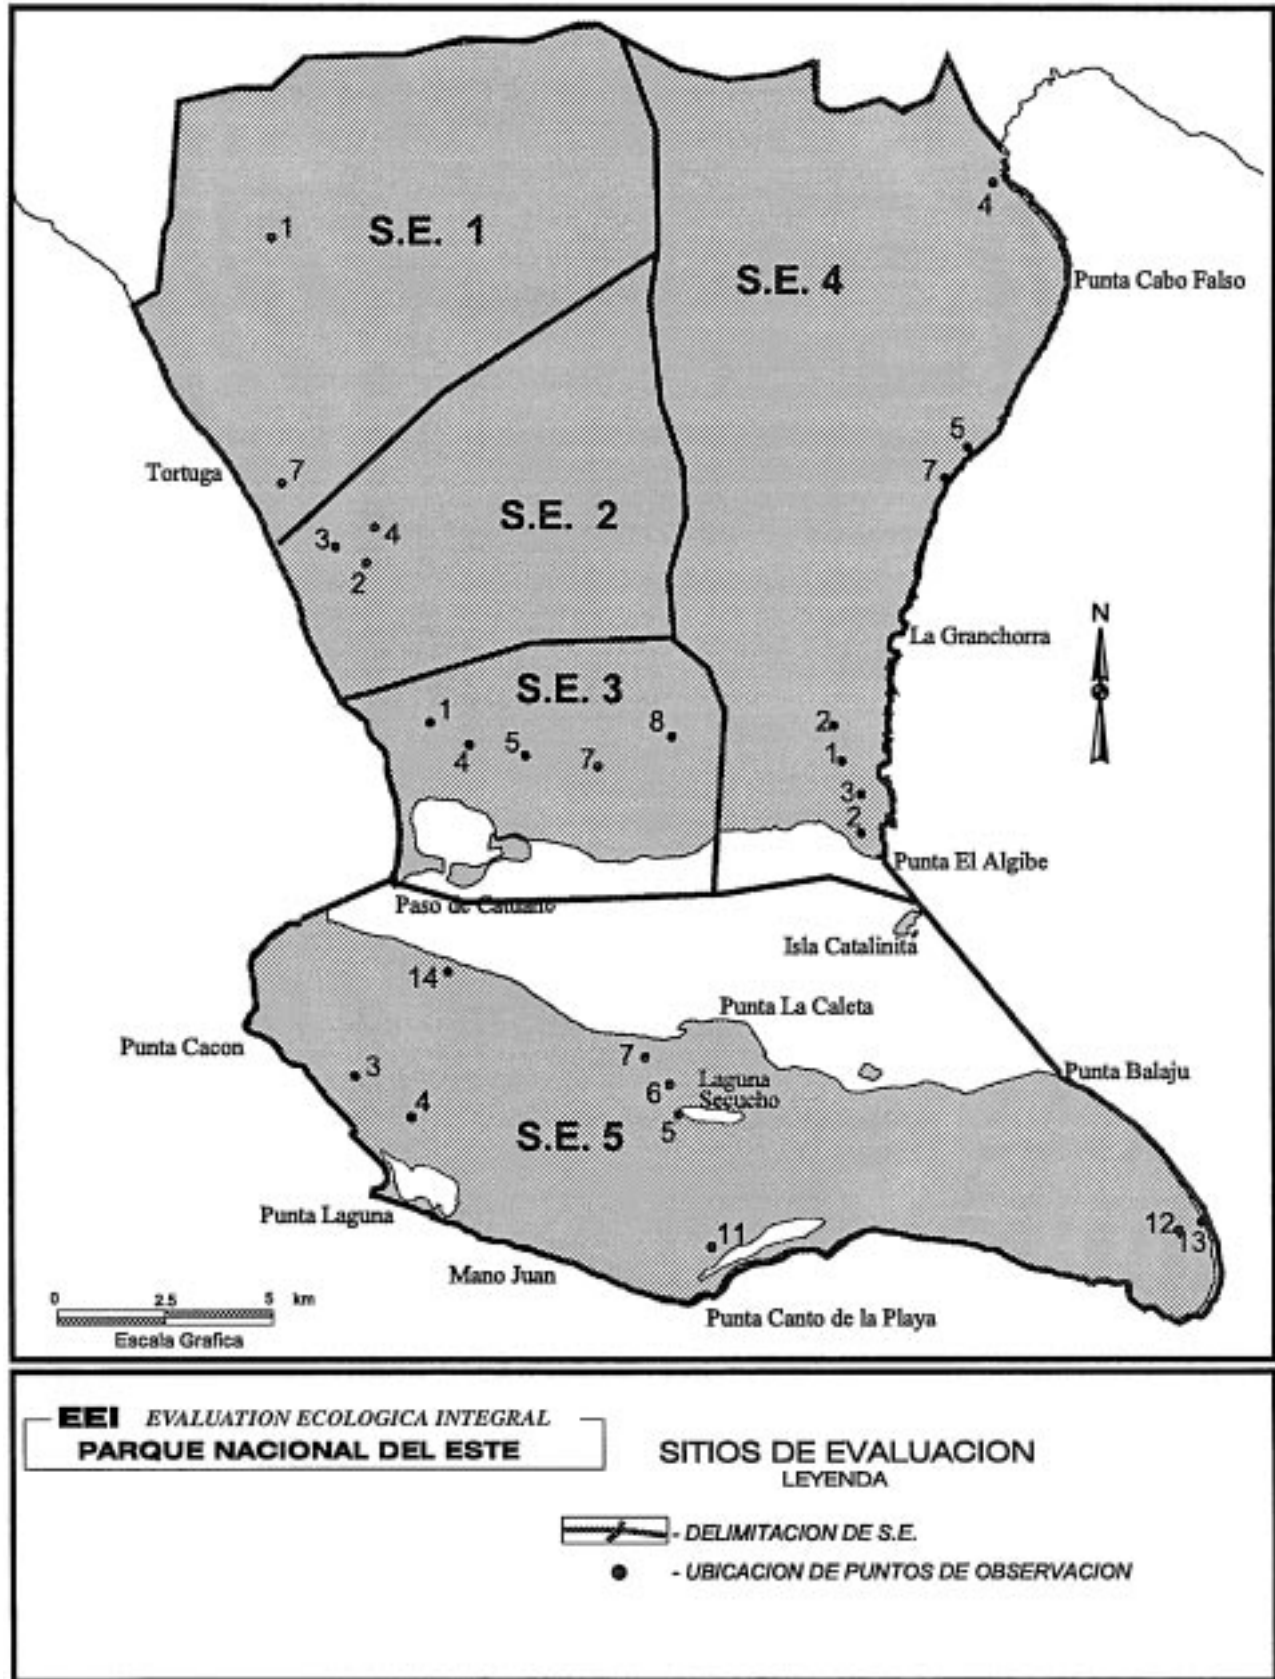 S.E. 1
1
S.E. 4
4
Punta Cabo Falso
Tortuga
7
5
7
S.E. 2
3
4
2
N
La Granchorra
S.E. 3
1
4
5
7
8
2
1
3
2
Punta El Algibe
Paso de Catuano
Isla Catalinita
14
Punta La Caleta
Punta Cacon
3
4
7
6
Laguna
Secucho
5
Punta Balaju
S.E. 5
Punta Laguna
11
12
13
Mano Juan
Punta Canto de la Playa
0 2.5 5 km
Escala Grafica
EEI EVALUATION ECOLOGICA INTEGRAL
PARQUE NACIONAL DEL ESTE
SITIOS DE EVALUACION
LEYENDA
- DELIMITACION DE S.E.
- UBICACION DE PUNTOS DE OBSERVACION